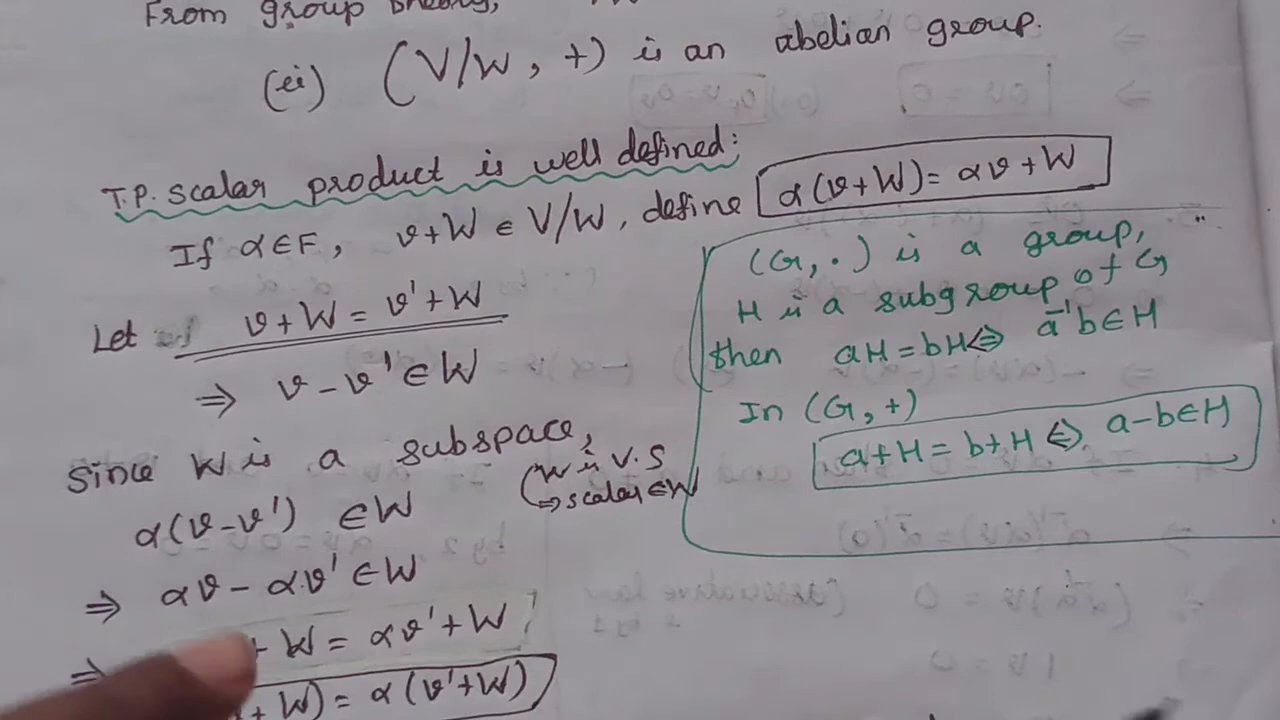 From group theory,
(ii) (V/W, +) is an abelian group.
T.P. scalar product is well defined:
If α∈F, v+W ∈ V/W, define α(v+W) = αv+W
Let v+W = v'+W
⇒ v-v' ∈ W
Since W is a subspace,
(W is V.S
⇒ scalar ∈ W
α(v-v') ∈ W
⇒ αv - αv' ∈ W
⇒ + W = αv' + W
+ W) = α(v'+W)
(G, ·) is a group,
H is a subgroup of G
then aH = bH ⇔ a⁻¹b ∈ H
In (G, +)
a+H = b+H ⇔ a-b ∈ H